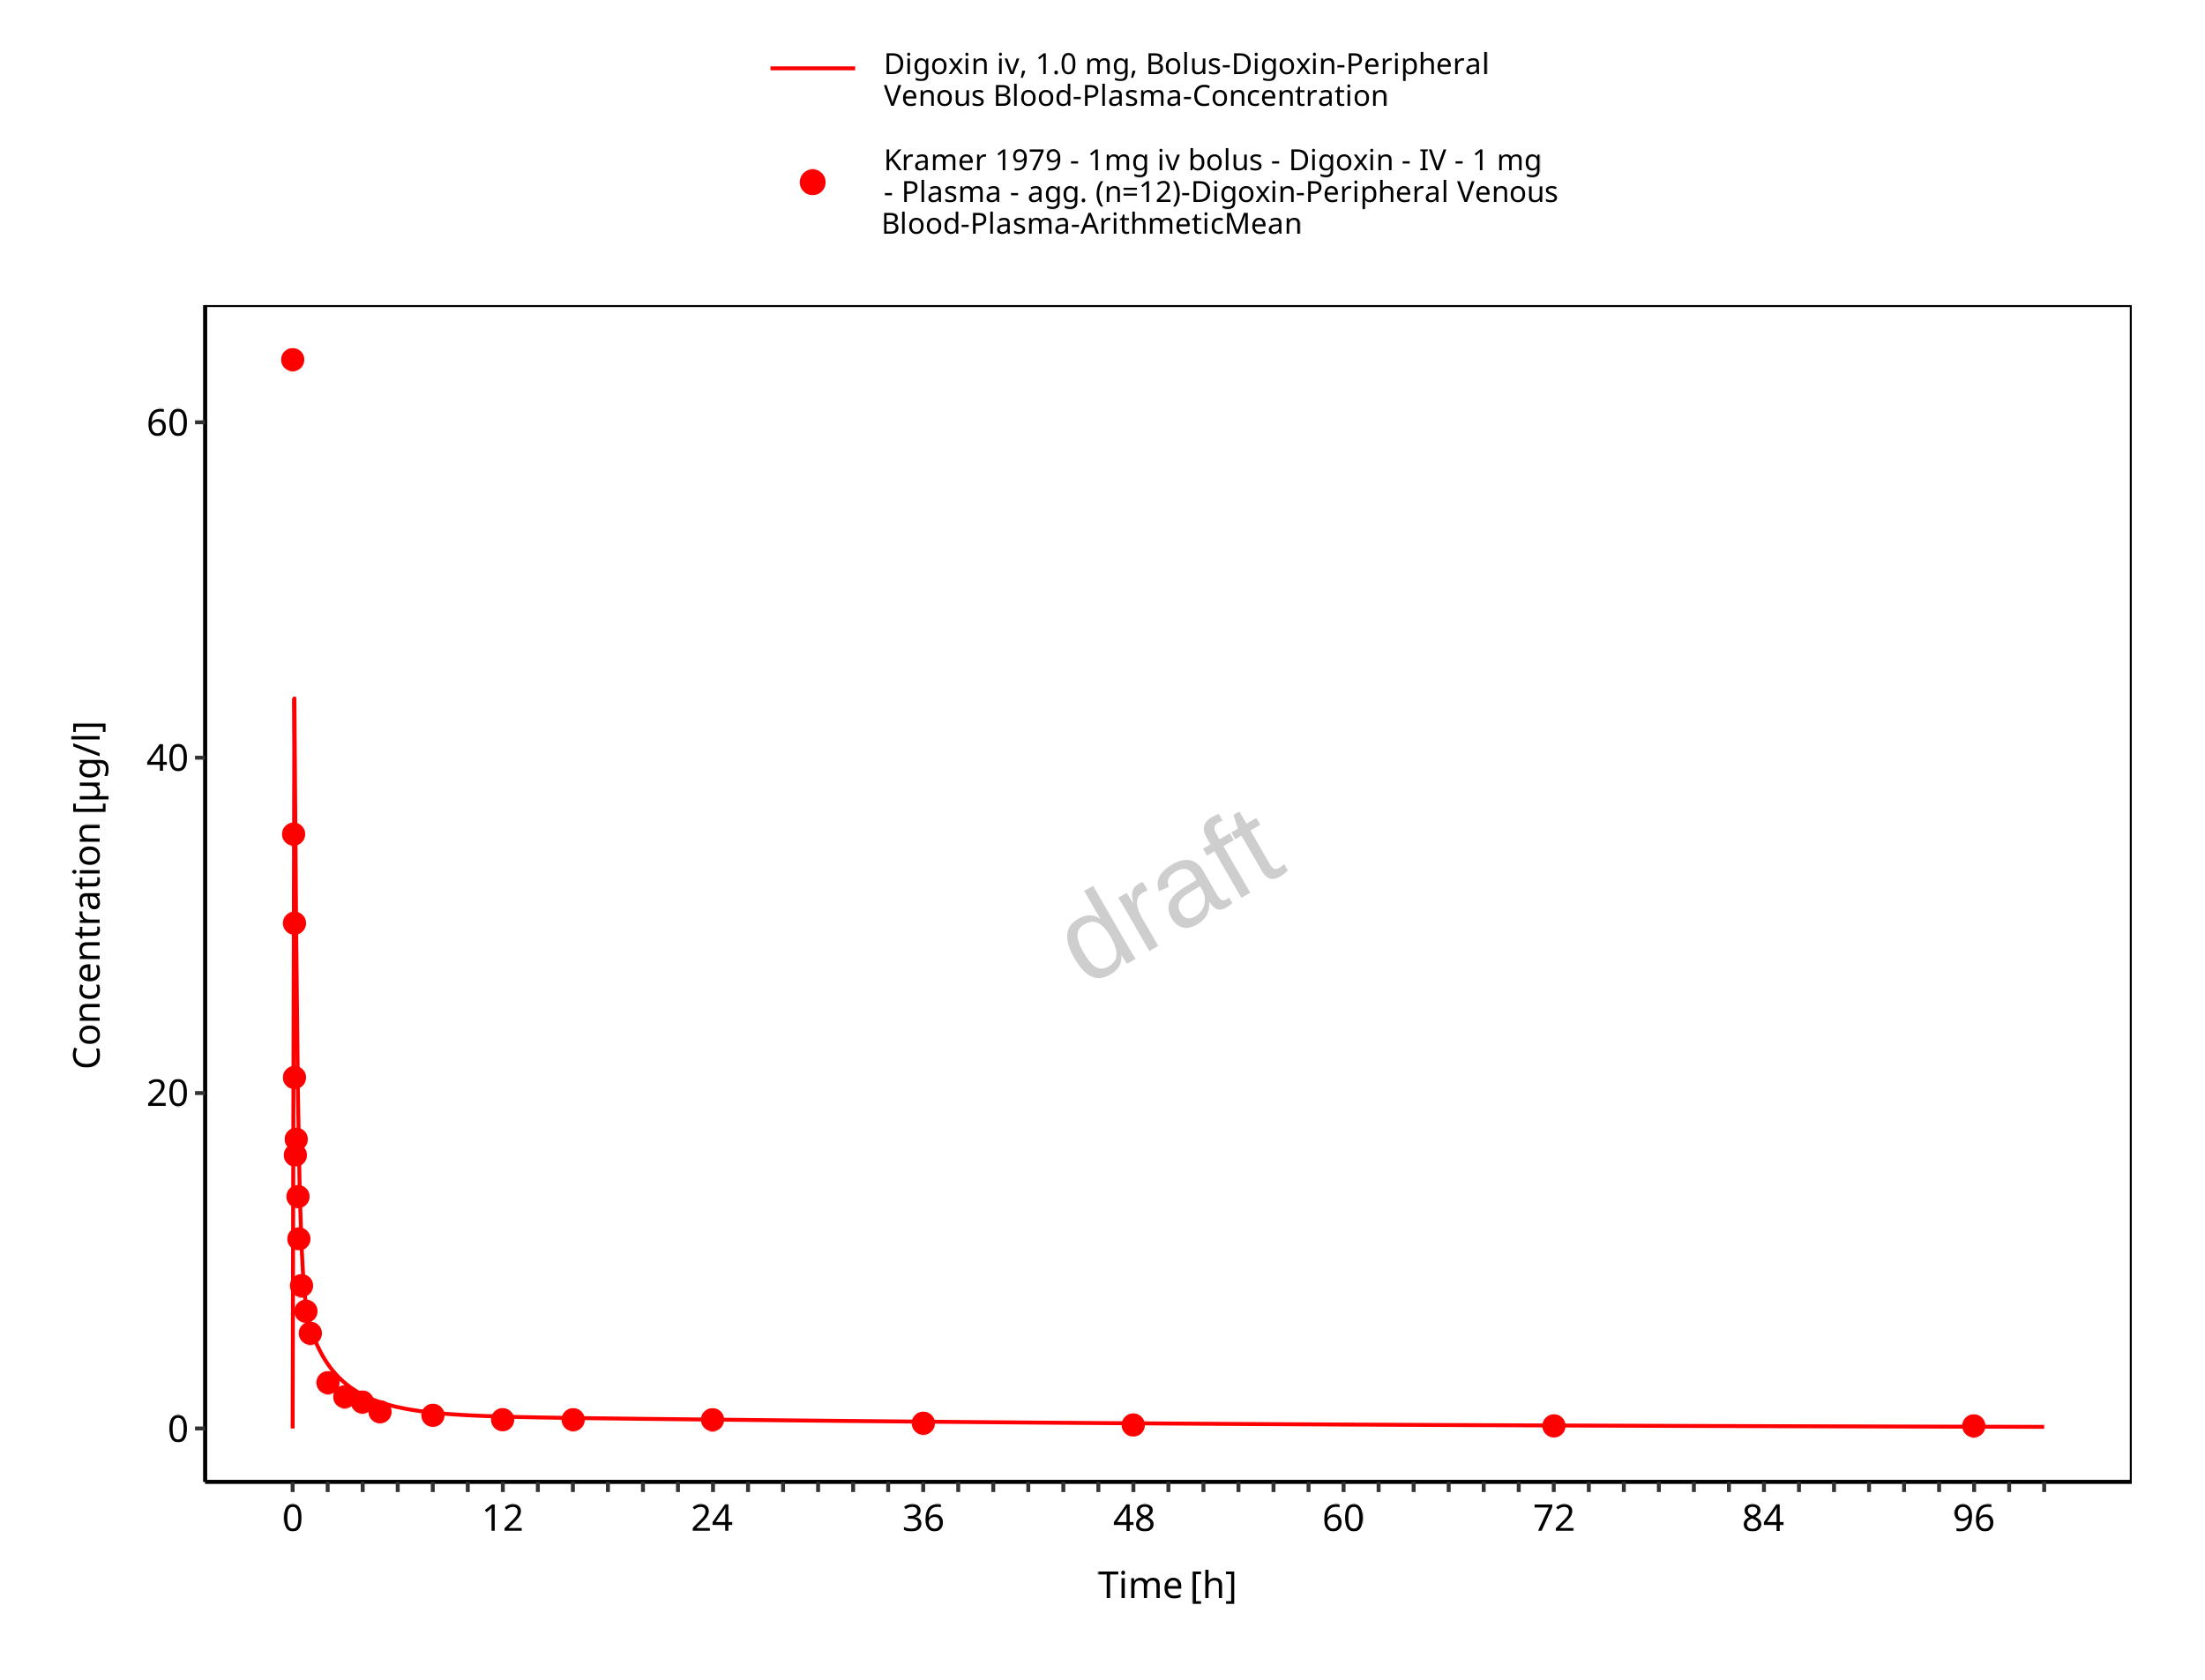 Digoxin iv, 1.0 mg, Bolus-Digoxin-Peripheral
Venous Blood-Plasma-Concentration
Kramer 1979 - 1mg iv bolus - Digoxin - IV - 1 mg
- Plasma - agg. (n=12)-Digoxin-Peripheral Venous
Blood-Plasma-ArithmeticMean
60
40
20
0
Concentration [µg/l]
draft
0 12 24 36 48 60 72 84 96
Time [h]